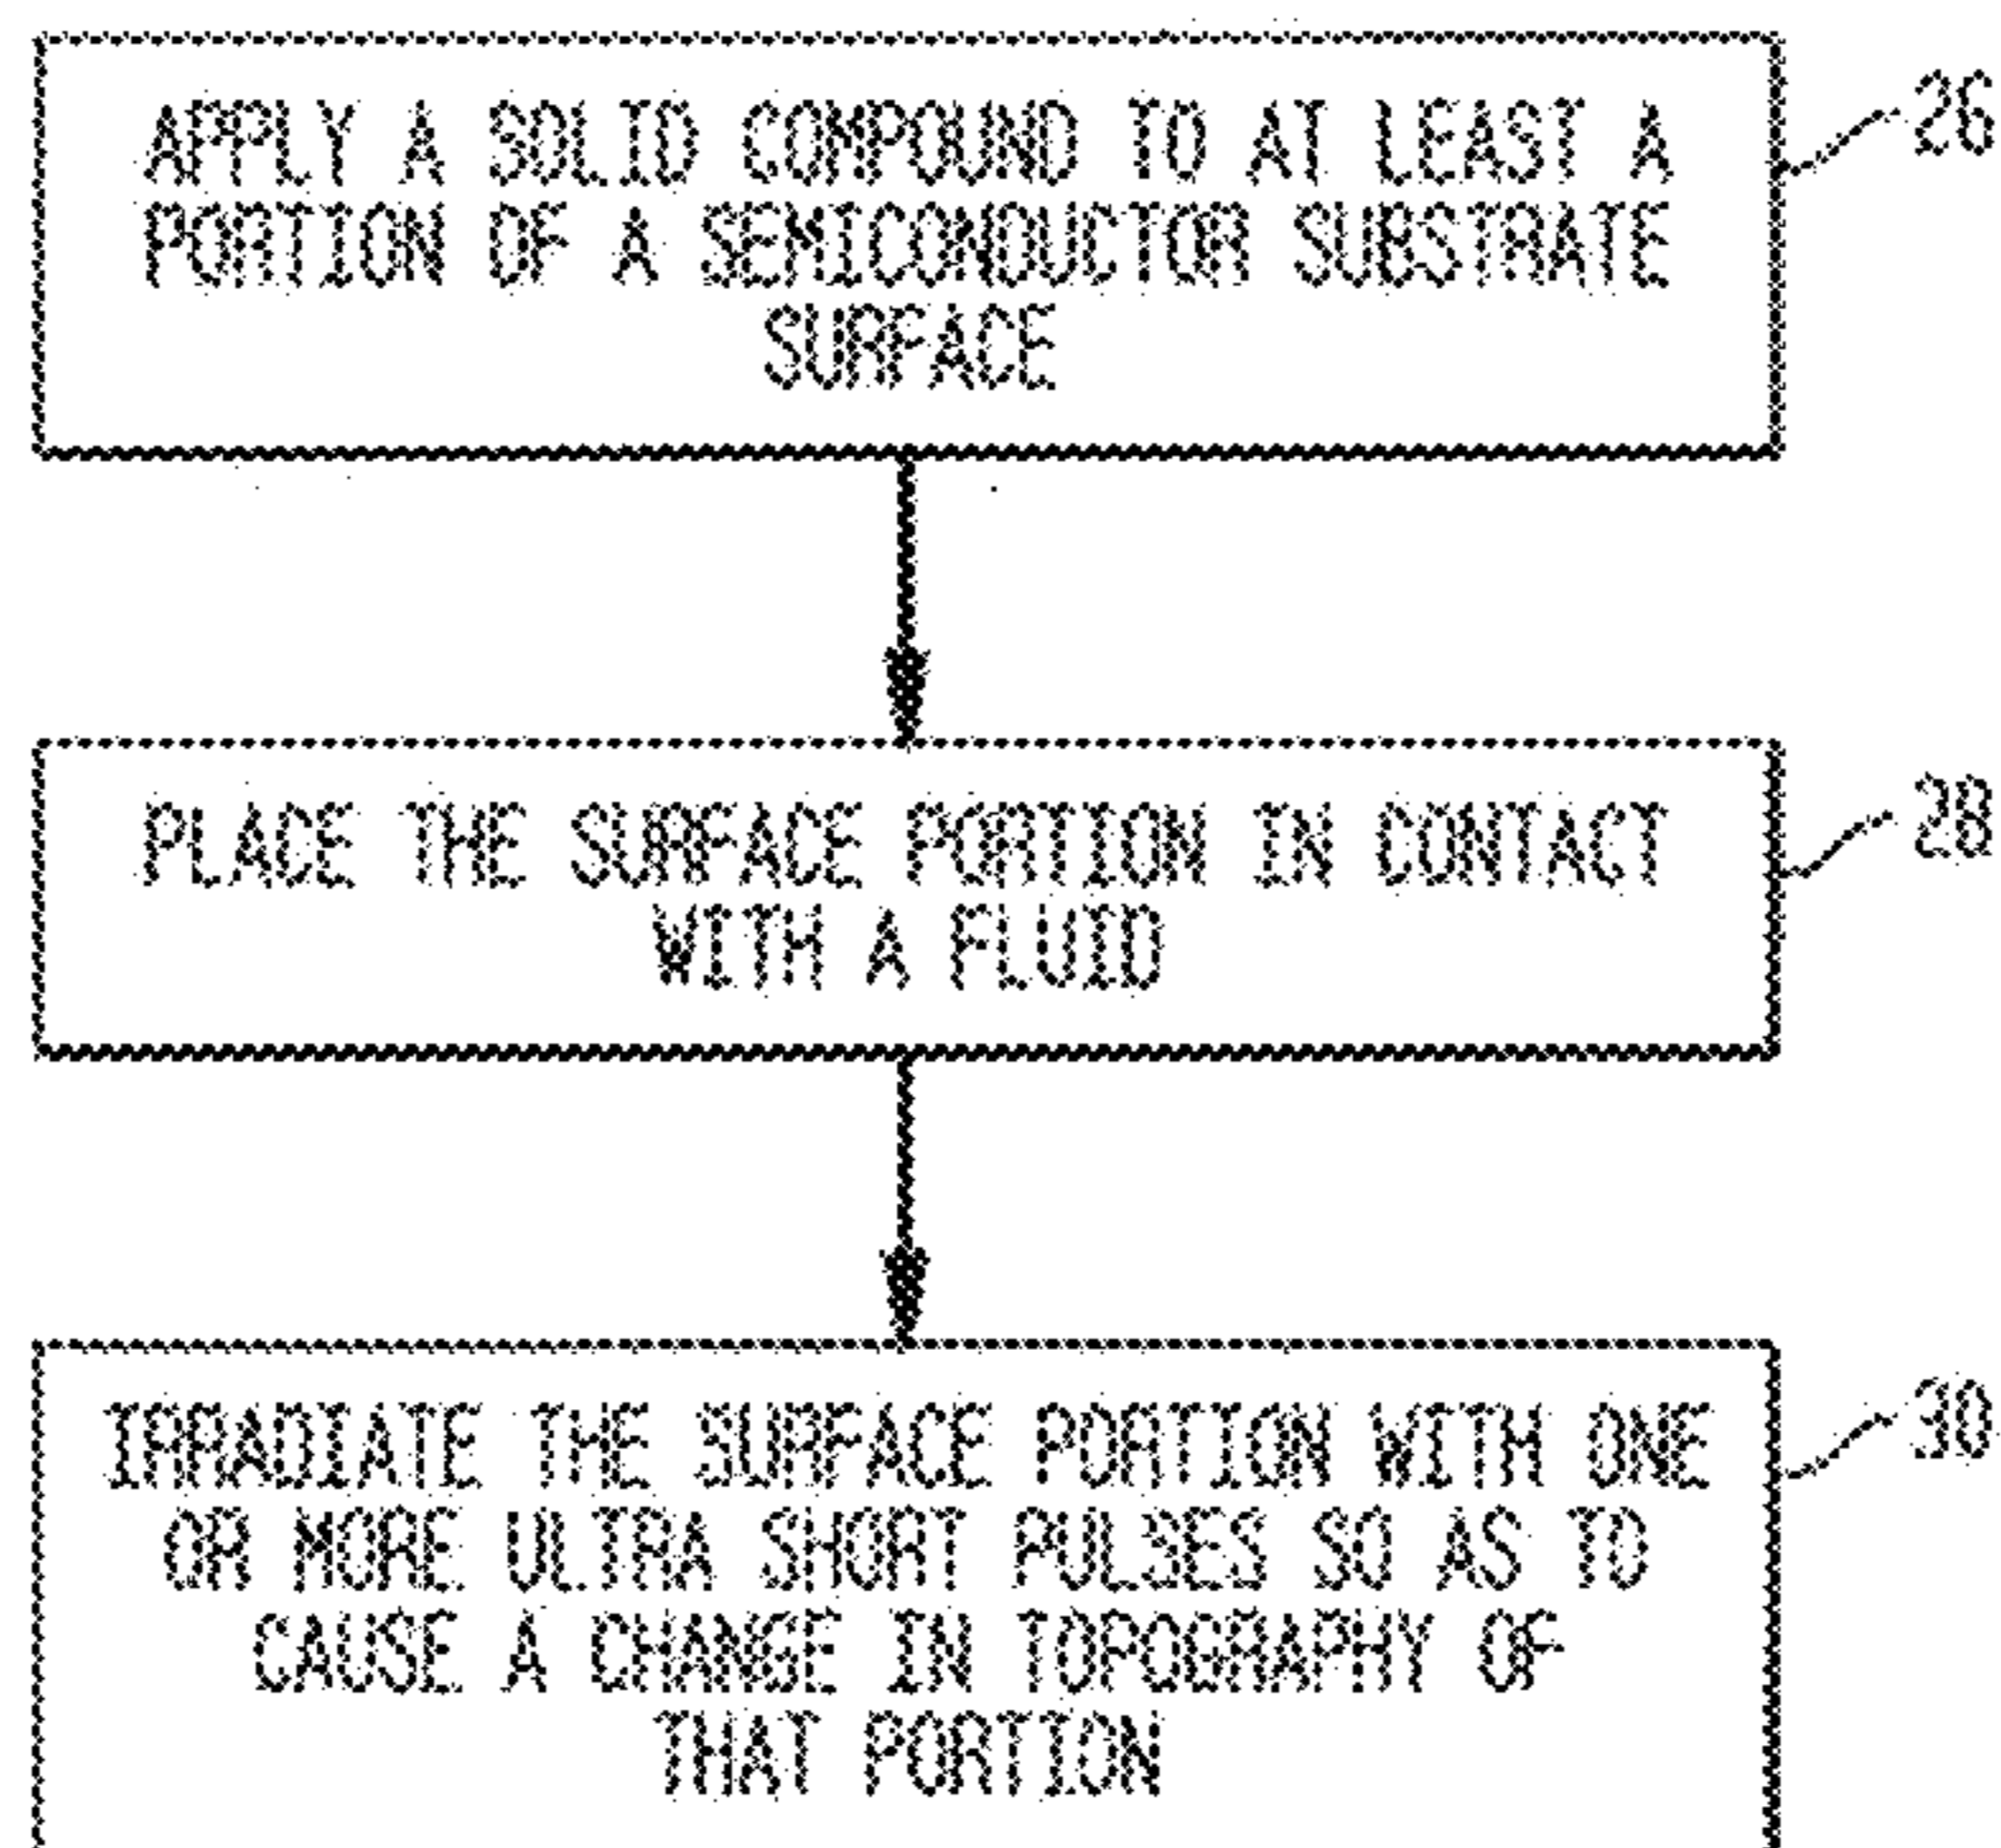 APPLY A SOLID COMPOUND TO AT LEAST A
PORTION OF A SEMICONDUCTOR SUBSTRATE
SURFACE
26
PLACE THE SURFACE PORTION IN CONTACT
WITH A FLUID
28
IRRADIATE THE SURFACE PORTION WITH ONE
OR MORE ULTRA SHORT PULSES SO AS TO
CAUSE A CHANGE IN TOPOGRAPHY OF
THAT PORTION
30